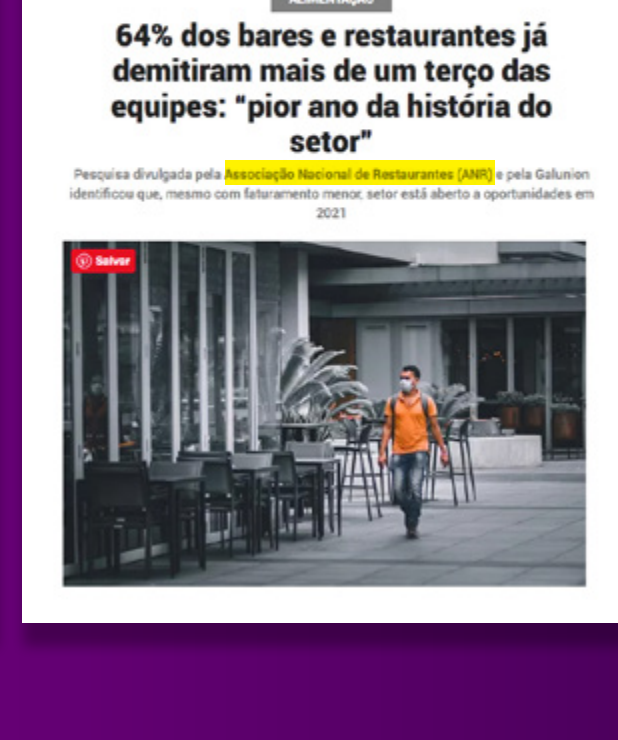 ALIMENTAÇÃO
64% dos bares e restaurantes já
demitiram mais de um terço das
equipes: “pior ano da história do
setor”
Pesquisa divulgada pela Associação Nacional de Restaurantes (ANR) e pela Galunion
identificou que, mesmo com faturamento menor, setor está aberto a oportunidades em
2021
Salvar